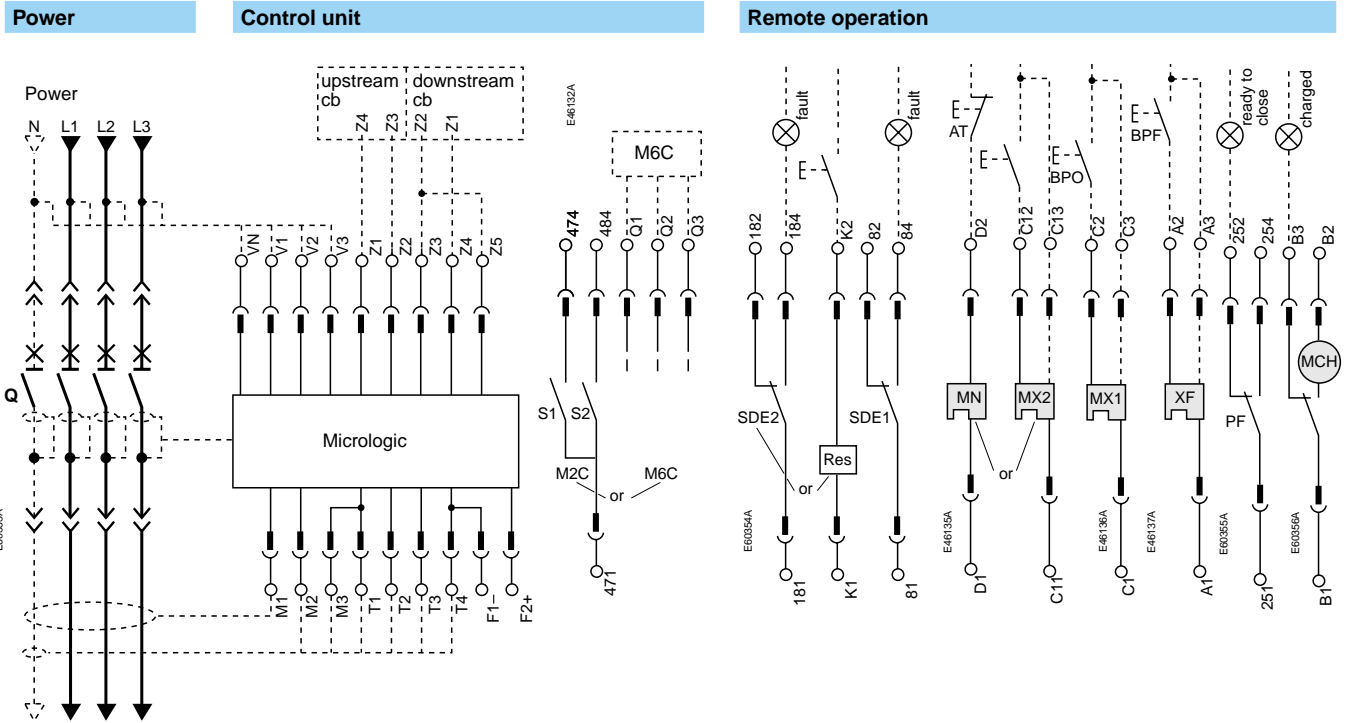 Power
Control unit
Remote operation
Power
N L1 L2 L3
upstream cb
downstream cb
Z4 Z3 Z2 Z1
E46132A
M6C
VN V1 V2 V3 Z1 Z2 Z3 Z4 Z5
474 484 Q1 Q2 Q3
Q
Micrologic
S1 S2
M2C or M6C
M1 M2 M3 T1 T2 T3 T4 F1– F2+
471
fault
fault
AT
BPO
BPF
ready to close
charged
182 184 K2 82 84 D2 C12 C13 C2 C3 A2 A3 252 254 B3 B2
MCH
SDE2
Res
SDE1
MN
MX2
MX1
XF
PF
or
or
E60354A
E46135A
E46136A
E46137A
E60355A
E60356A
181 K1 81 D1 C11 C1 A1 251 B1